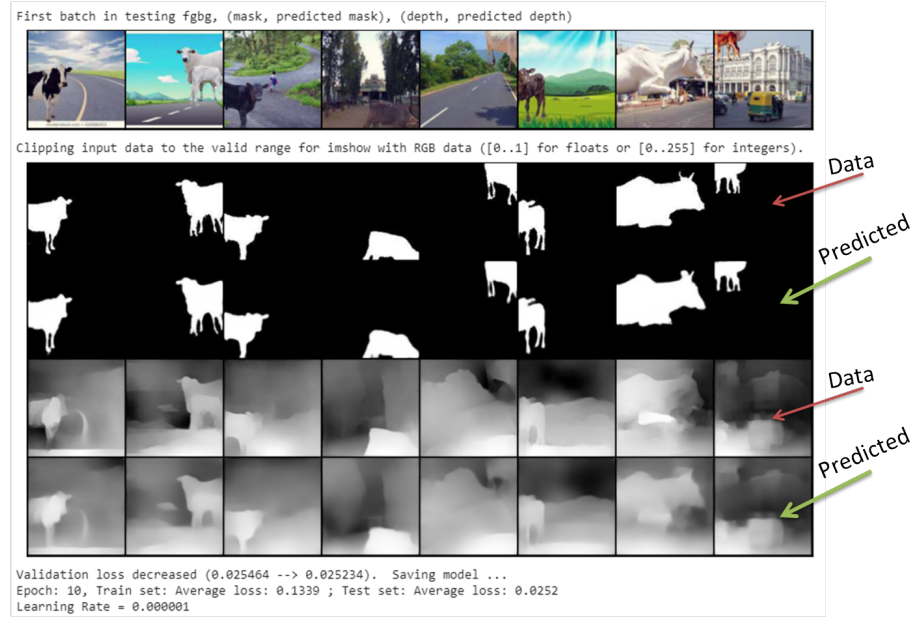 First batch in testing fgbg, (mask, predicted mask), (depth, predicted depth)
Clipping input data to the valid range for imshow with RGB data ([0..1] for floats or [0..255] for integers).
Data
Predicted
Data
Predicted
Validation loss decreased (0.025464 --> 0.025234).  Saving model ...
Epoch: 10, Train set: Average loss: 0.1339 ; Test set: Average loss: 0.0252
Learning Rate = 0.000001